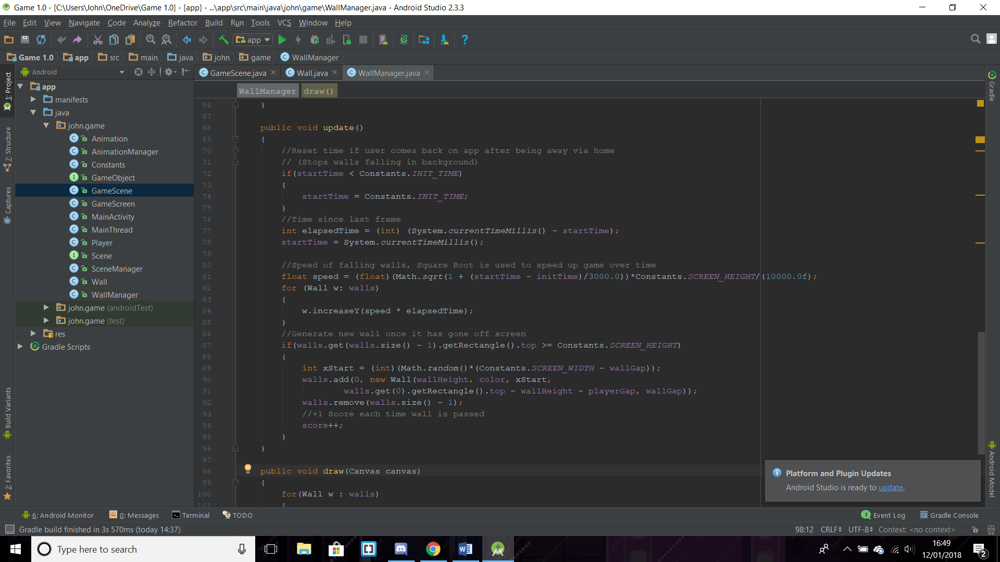 Game 1.0 - [C:\Users\John\OneDrive\Game 1.0] - [app] - ...\app\src\main\java\john\game\WallManager.java - Android Studio 2.3.3
File Edit View Navigate Code Analyze Refactor Build Run Tools VCS Window Help
app
Game 1.0 app src main java john game WallManager
Android
GameScene.java Wall.java WallManager.java
WallManager draw()
1: Project
7: Structure
Captures
Build Variants
2: Favorites
app
manifests
java
john.game
Animation
AnimationManager
Constants
GameObject
GameScene
GameScreen
MainActivity
MainThread
Player
Scene
SceneManager
Wall
WallManager
john.game (androidTest)
john.game (test)
res
Gradle Scripts
66 }
67
68 public void update()
69 {
70 //Reset time if user comes back on app after being away via home
71 // (Stops walls falling in background)
72 if(startTime < Constants.INIT_TIME)
73 {
74 startTime = Constants.INIT_TIME;
75 }
76 //Time since last frame
77 int elapsedTime = (int) (System.currentTimeMillis() - startTime);
78 startTime = System.currentTimeMillis();
79
80 //Speed of falling walls, Square Root is used to speed up game over time
81 float speed = (float)(Math.sqrt(1 + (startTime - initTime)/3000.0))*Constants.SCREEN_HEIGHT/(10000.0f);
82 for (Wall w: walls)
83 {
84 w.increaseY(speed * elapsedTime);
85 }
86 //Generate new wall once it has gone off screen
87 if(walls.get(walls.size() - 1).getRectangle().top >= Constants.SCREEN_HEIGHT)
88 {
89 int xStart = (int)(Math.random()*(Constants.SCREEN_WIDTH - wallGap));
90 walls.add(0, new Wall(wallHeight, color, xStart,
91 walls.get(0).getRectangle().top - wallHeight - playerGap, wallGap));
92 walls.remove(walls.size() - 1);
93 //+1 Score each time wall is passed
94 score++;
95 }
96 }
97
98 public void draw(Canvas canvas)
99 {
100 for(Wall w : walls)
101 {
Gradle
Android Model
Platform and Plugin Updates
Android Studio is ready to update.
6: Android Monitor 0: Messages Terminal TODO 1 Event Log Gradle Console
Gradle build finished in 3s 570ms (today 14:37) 98:12 CRLF UTF-8 Context: <no context>
Type here to search
16:49
12/01/2018
2